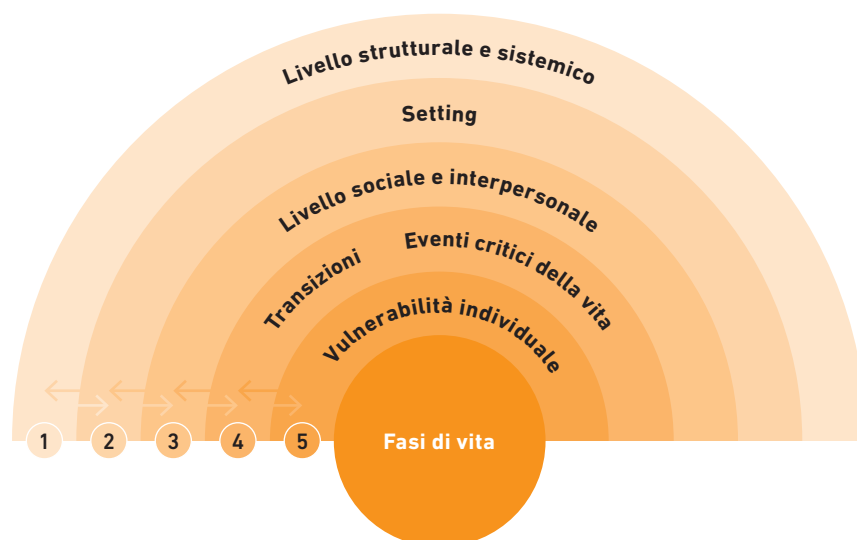 Livello strutturale e sistemico
Setting
Livello sociale e interpersonale
Transizioni
Eventi critici della vita
Vulnerabilità individuale
1
2
3
4
5
Fasi di vita